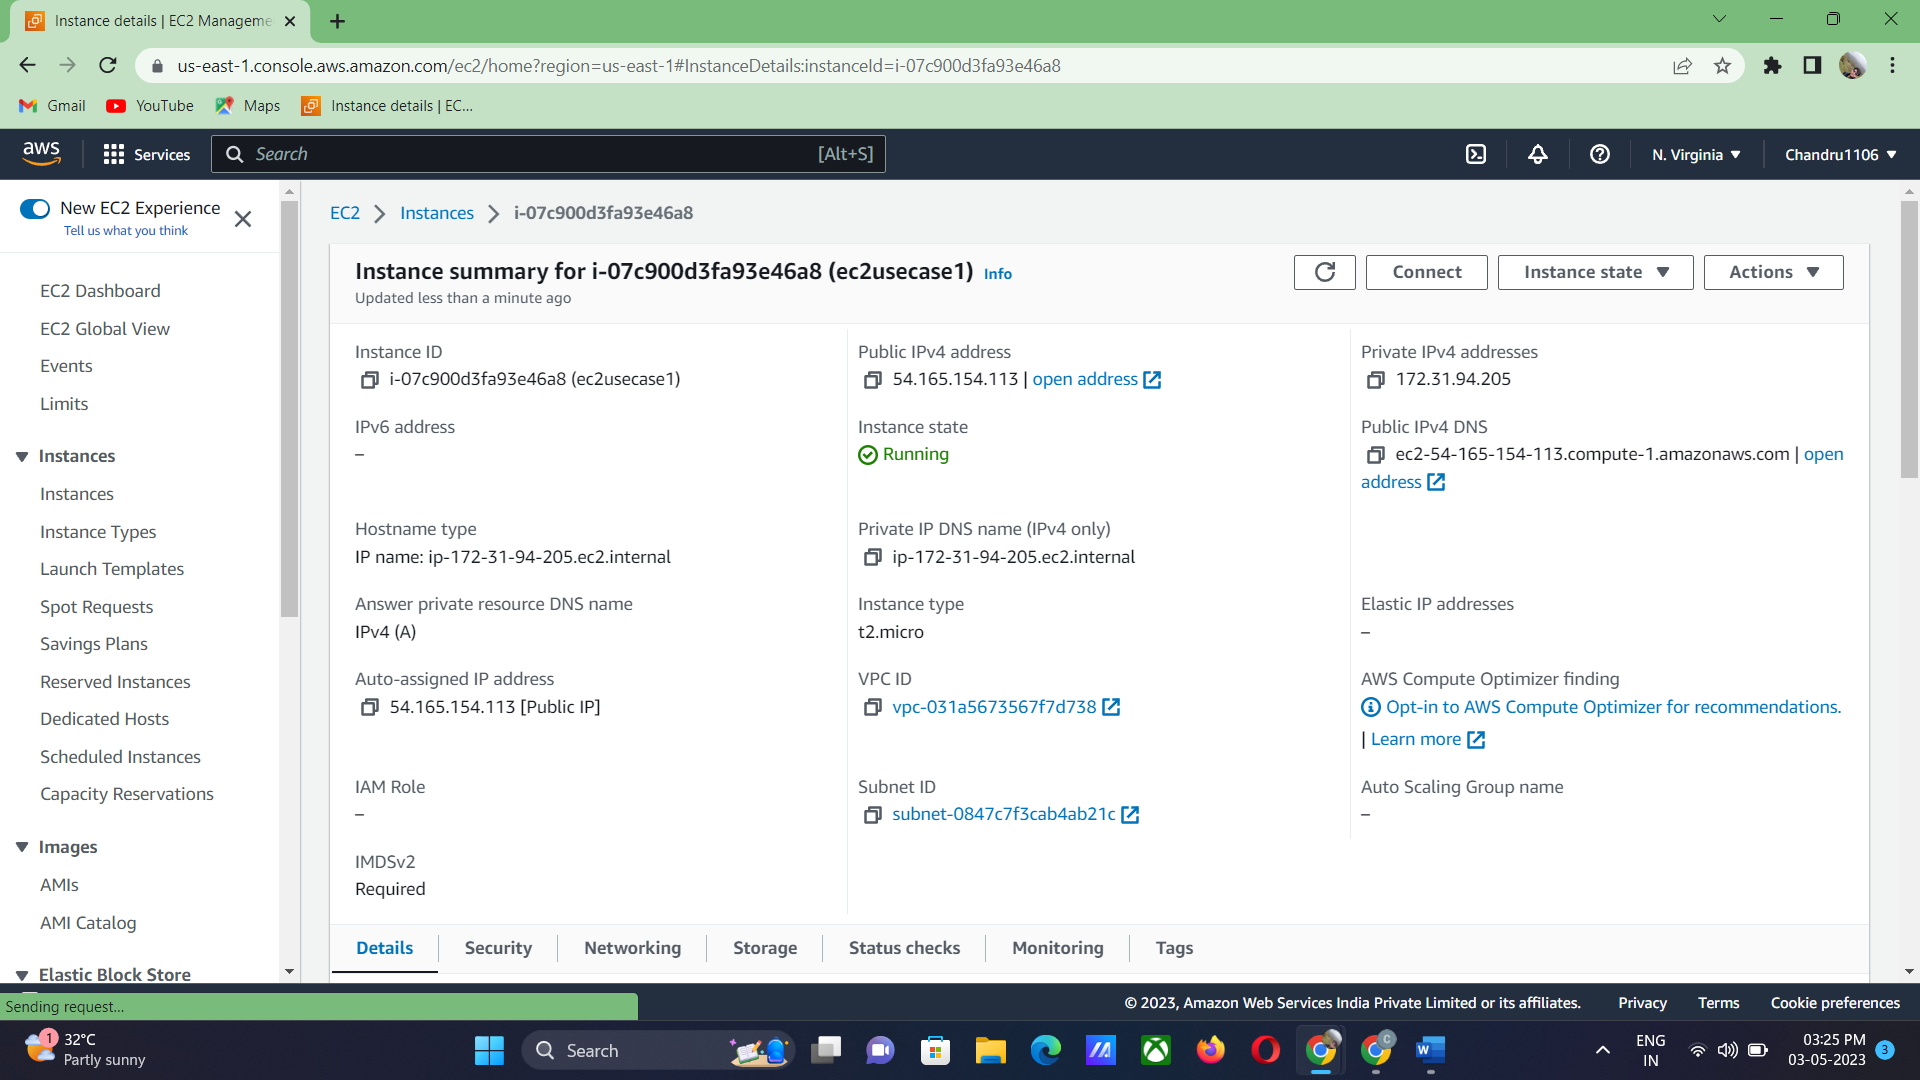 Instance details | EC2 Manageme
us-east-1.console.aws.amazon.com/ec2/home?region=us-east-1#InstanceDetails:instanceId=i-07c900d3fa93e46a8
Gmail YouTube Maps Instance details | EC...
aws Services Search [Alt+S] N. Virginia Chandru1106
New EC2 Experience
Tell us what you think
EC2 Dashboard
EC2 Global View
Events
Limits
Instances
Instances
Instance Types
Launch Templates
Spot Requests
Savings Plans
Reserved Instances
Dedicated Hosts
Scheduled Instances
Capacity Reservations
Images
AMIs
AMI Catalog
Elastic Block Store
EC2 Instances i-07c900d3fa93e46a8
Instance summary for i-07c900d3fa93e46a8 (ec2usecase1) Info
Updated less than a minute ago
Connect Instance state Actions
Instance ID
i-07c900d3fa93e46a8 (ec2usecase1)
Public IPv4 address
54.165.154.113 | open address
Private IPv4 addresses
172.31.94.205
IPv6 address
–
Instance state
Running
Public IPv4 DNS
ec2-54-165-154-113.compute-1.amazonaws.com | open
address
Hostname type
IP name: ip-172-31-94-205.ec2.internal
Private IP DNS name (IPv4 only)
ip-172-31-94-205.ec2.internal
Answer private resource DNS name
IPv4 (A)
Instance type
t2.micro
Elastic IP addresses
–
Auto-assigned IP address
54.165.154.113 [Public IP]
VPC ID
vpc-031a5673567f7d738
AWS Compute Optimizer finding
Opt-in to AWS Compute Optimizer for recommendations.
| Learn more
IAM Role
–
Subnet ID
subnet-0847c7f3cab4ab21c
Auto Scaling Group name
–
IMDSv2
Required
Details Security Networking Storage Status checks Monitoring Tags
Sending request...
© 2023, Amazon Web Services India Private Limited or its affiliates. Privacy Terms Cookie preferences
1
32°C
Partly sunny
Search
C
W
ENG
IN
03:25 PM
03-05-2023
3